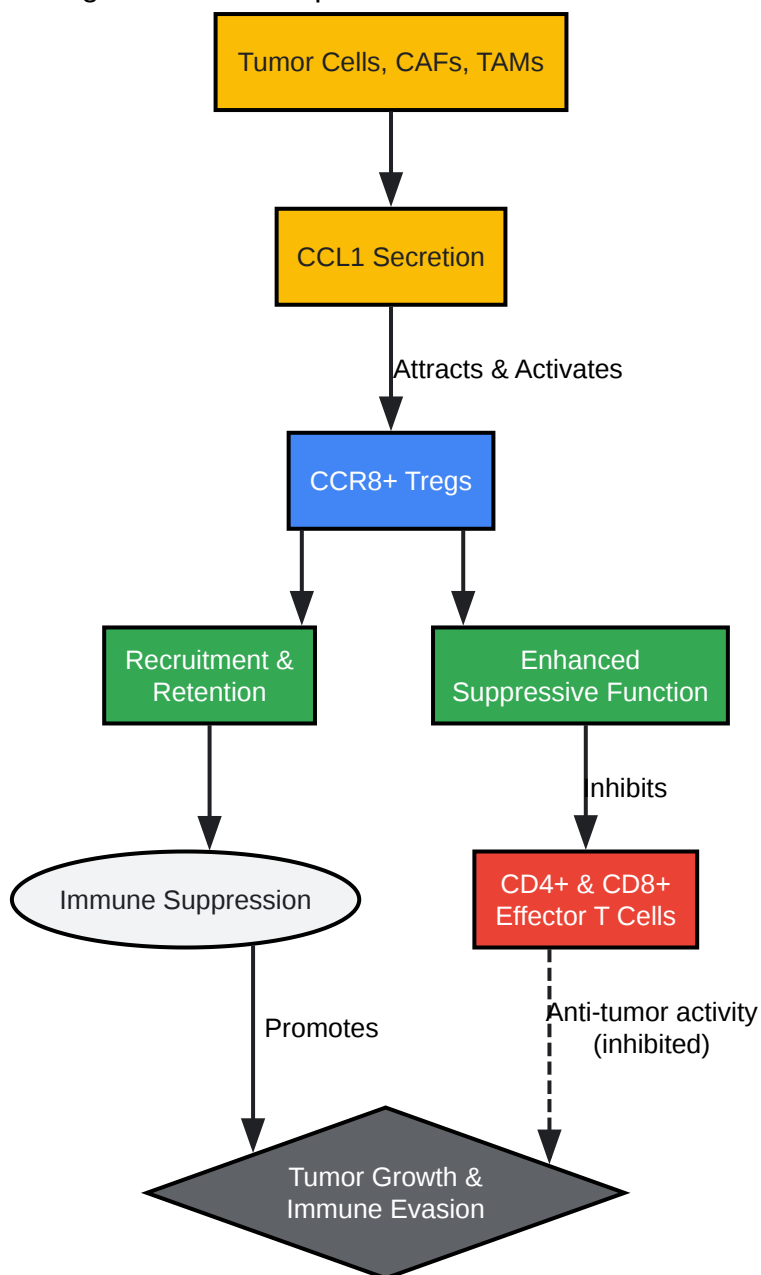 Tumor Cells, CAFs, TAMs
CCL1 Secretion
Attracts & Activates
CCR8+ Tregs
Recruitment &
Retention
Enhanced
Suppressive Function
Inhibits
Immune Suppression
CD4+ & CD8+
Effector T Cells
Promotes
Anti-tumor activity
(inhibited)
Tumor Growth &
Immune Evasion